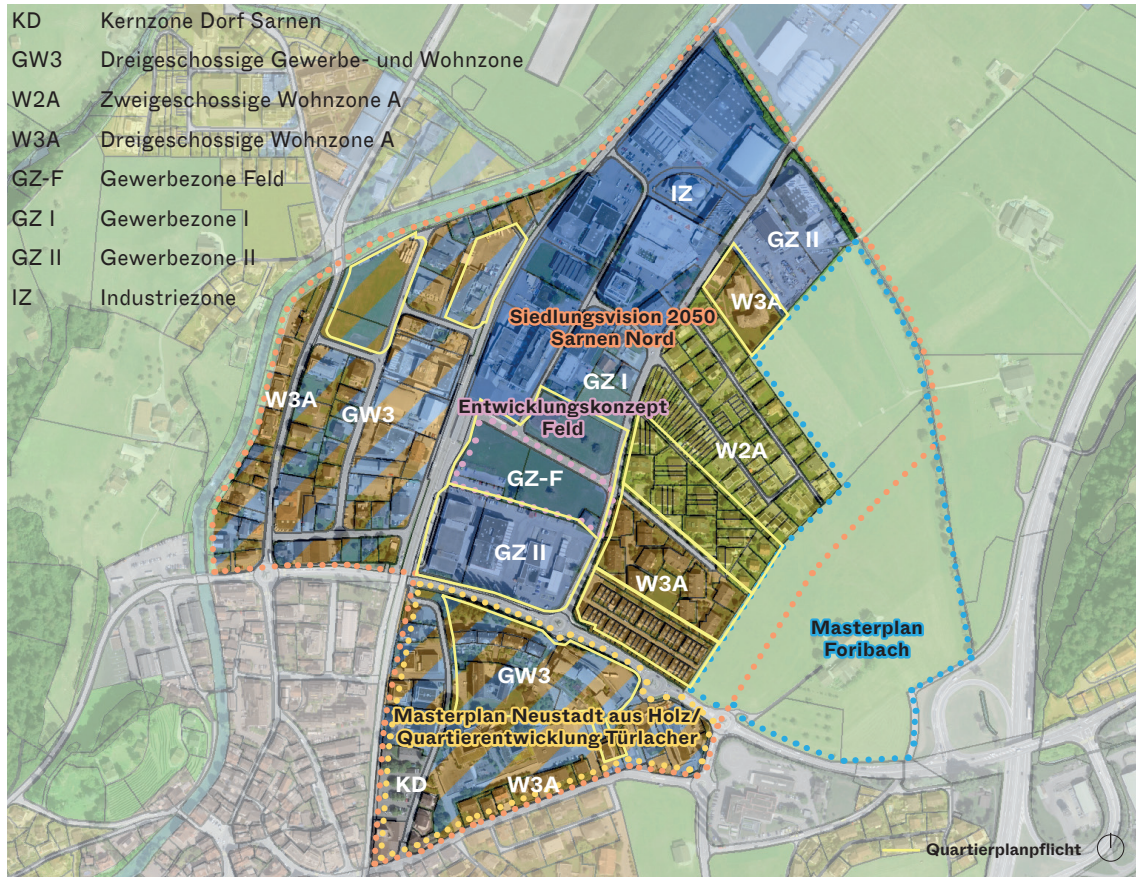 KD Kernzone Dorf Sarnen
GW3 Dreigeschossige Gewerbe- und Wohnzone
W2A Zweigeschossige Wohnzone A
W3A Dreigeschossige Wohnzone A
GZ-F Gewerbezone Feld
GZ I Gewerbezone I
GZ II Gewerbezone II
IZ Industriezone
IZ
GZ II
W3A
Siedlungsvision 2050
Sarnen Nord
GZ I
W3A
GW3
Entwicklungskonzept
Feld
W2A
GZ-F
GZ II
W3A
Masterplan
Foribach
GW3
Masterplan Neustadt aus Holz/
Quartierentwicklung Türlacher
KD
W3A
Quartierplanpflicht